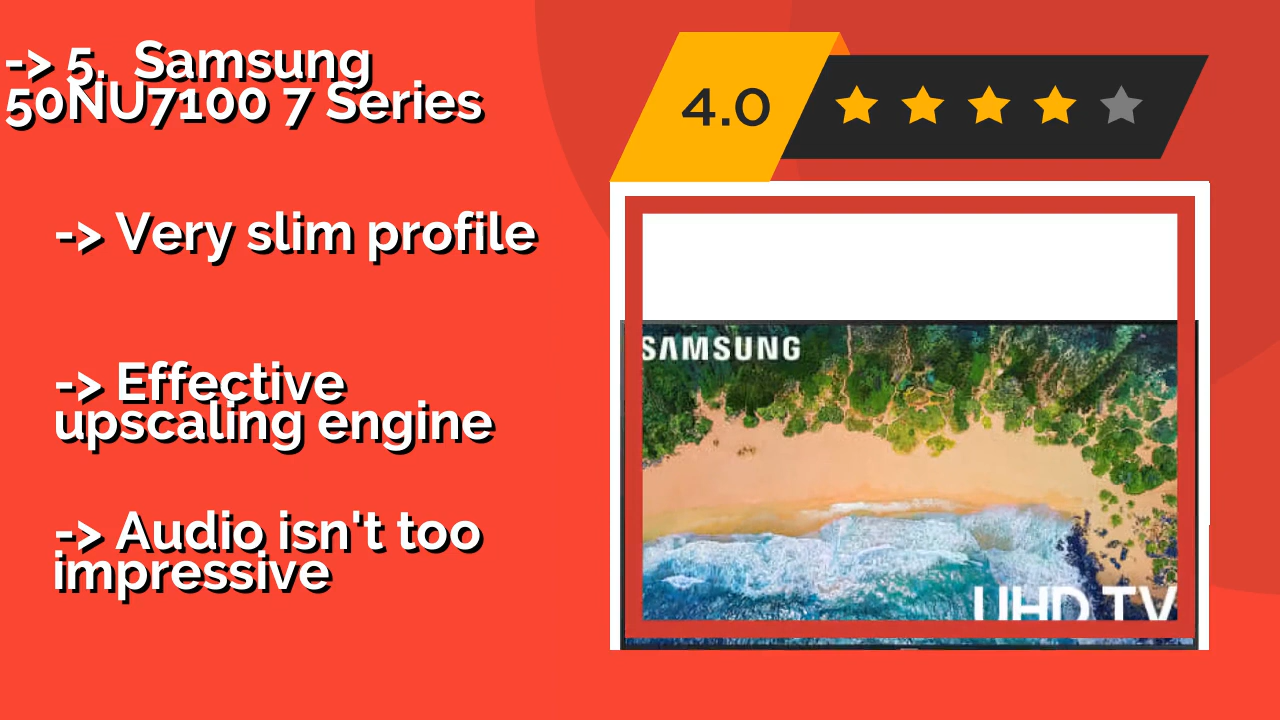 -> 5.  Samsung
50NU7100 7 Series
4.0
-> Very slim profile
-> Effective
upscaling engine
-> Audio isn't too
impressive
SAMSUNG
UHD TV